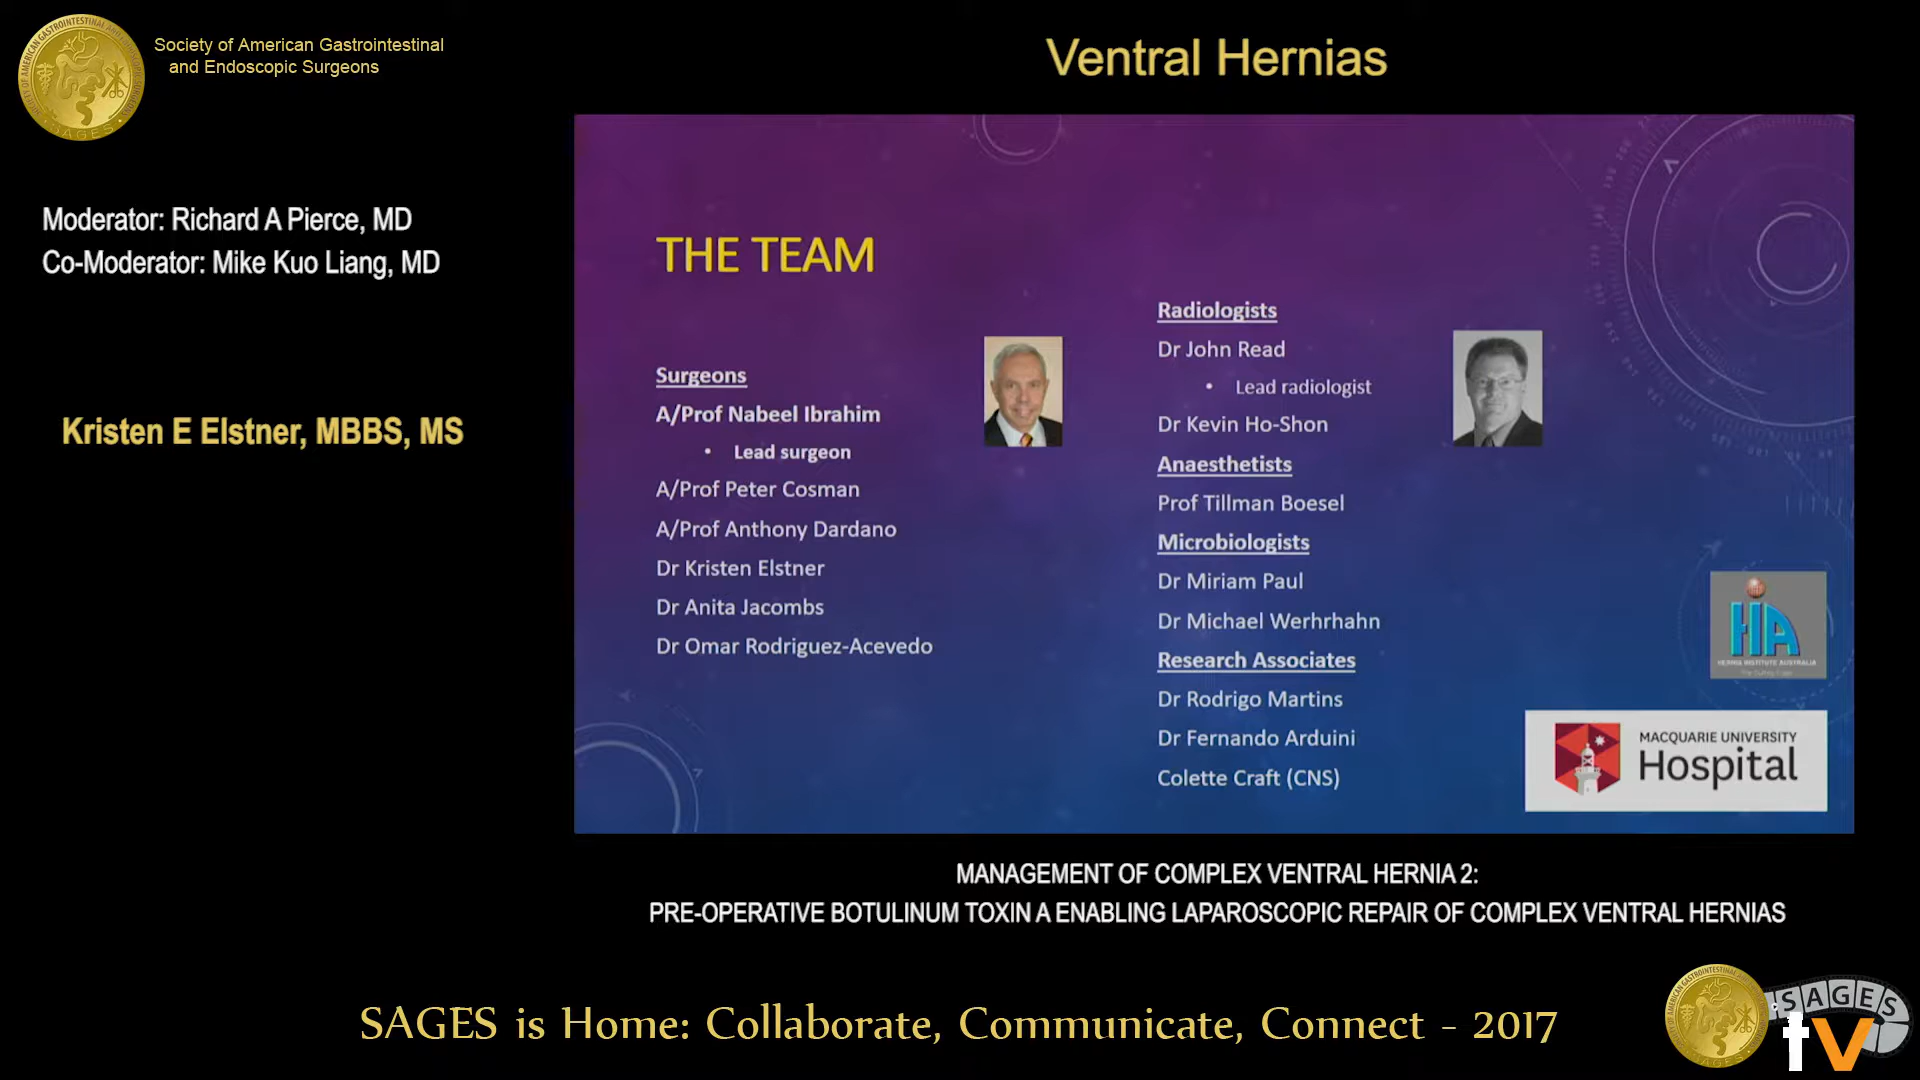 Society of American Gastrointestinal
and Endoscopic Surgeons
Ventral Hernias
Moderator: Richard A Pierce, MD
Co-Moderator: Mike Kuo Liang, MD
Kristen E Elstner, MBBS, MS
THE TEAM
Surgeons
A/Prof Nabeel Ibrahim
• Lead surgeon
A/Prof Peter Cosman
A/Prof Anthony Dardano
Dr Kristen Elstner
Dr Anita Jacombs
Dr Omar Rodriguez-Acevedo
Radiologists
Dr John Read
• Lead radiologist
Dr Kevin Ho-Shon
Anaesthetists
Prof Tillman Boesel
Microbiologists
Dr Miriam Paul
Dr Michael Werhrhahn
Research Associates
Dr Rodrigo Martins
Dr Fernando Arduini
Colette Craft (CNS)
HIA
HERNIA INSTITUTE AUSTRALIA
MACQUARIE UNIVERSITY
Hospital
MANAGEMENT OF COMPLEX VENTRAL HERNIA 2:
PRE-OPERATIVE BOTULINUM TOXIN A ENABLING LAPAROSCOPIC REPAIR OF COMPLEX VENTRAL HERNIAS
SAGES is Home: Collaborate, Communicate, Connect - 2017
SAGES
tv